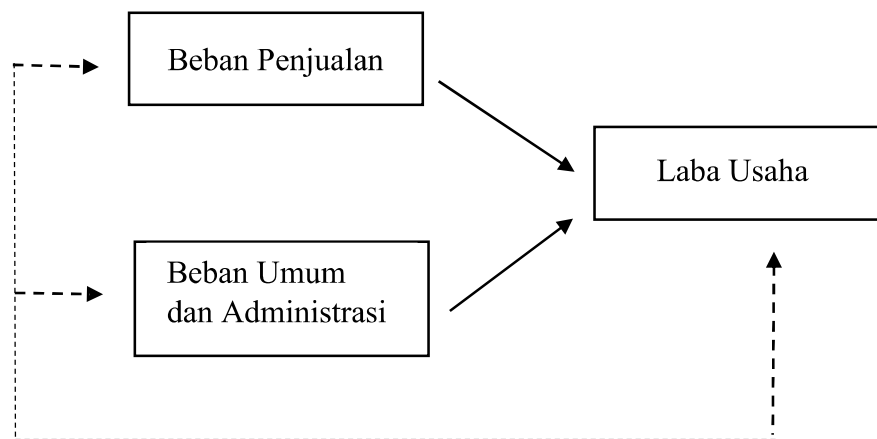 Beban Penjualan
Laba Usaha
Beban Umum
dan Administrasi